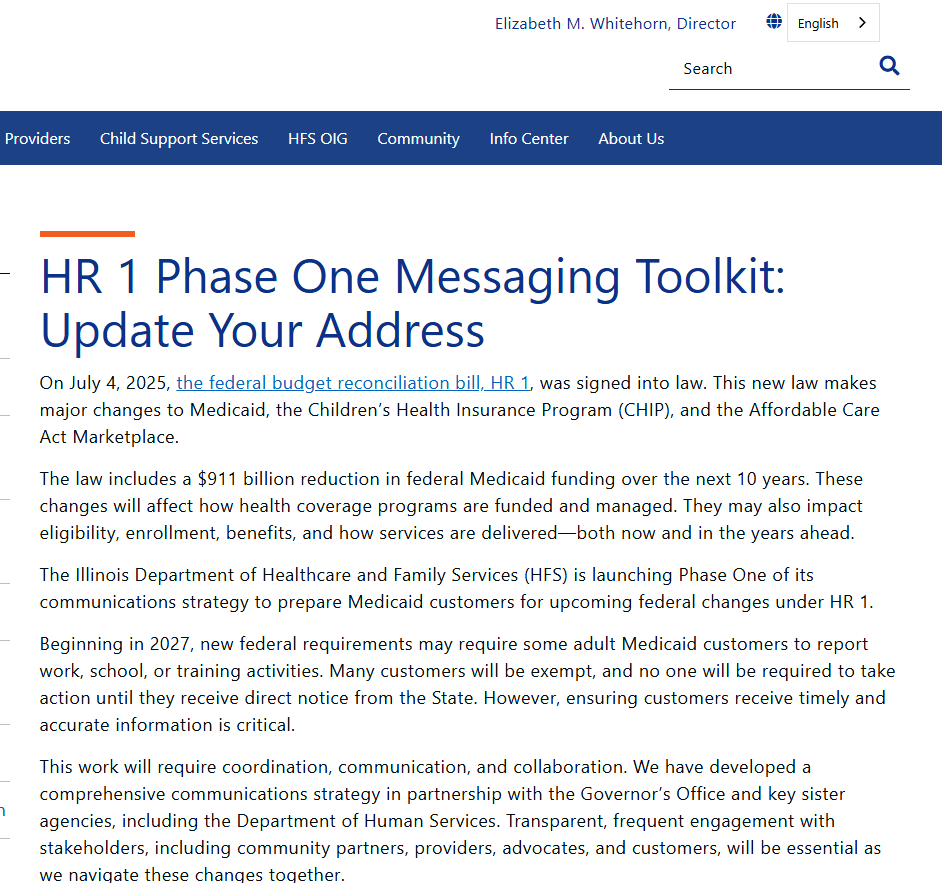 Elizabeth M. Whitehorn, Director
English
Search
Providers Child Support Services HFS OIG Community Info Center About Us
HR 1 Phase One Messaging Toolkit:
Update Your Address
On July 4, 2025, the federal budget reconciliation bill, HR 1, was signed into law. This new law makes
major changes to Medicaid, the Children’s Health Insurance Program (CHIP), and the Affordable Care
Act Marketplace.
The law includes a $911 billion reduction in federal Medicaid funding over the next 10 years. These
changes will affect how health coverage programs are funded and managed. They may also impact
eligibility, enrollment, benefits, and how services are delivered—both now and in the years ahead.
The Illinois Department of Healthcare and Family Services (HFS) is launching Phase One of its
communications strategy to prepare Medicaid customers for upcoming federal changes under HR 1.
Beginning in 2027, new federal requirements may require some adult Medicaid customers to report
work, school, or training activities. Many customers will be exempt, and no one will be required to take
action until they receive direct notice from the State. However, ensuring customers receive timely and
accurate information is critical.
This work will require coordination, communication, and collaboration. We have developed a
comprehensive communications strategy in partnership with the Governor’s Office and key sister
agencies, including the Department of Human Services. Transparent, frequent engagement with
stakeholders, including community partners, providers, advocates, and customers, will be essential as
we navigate these changes together.